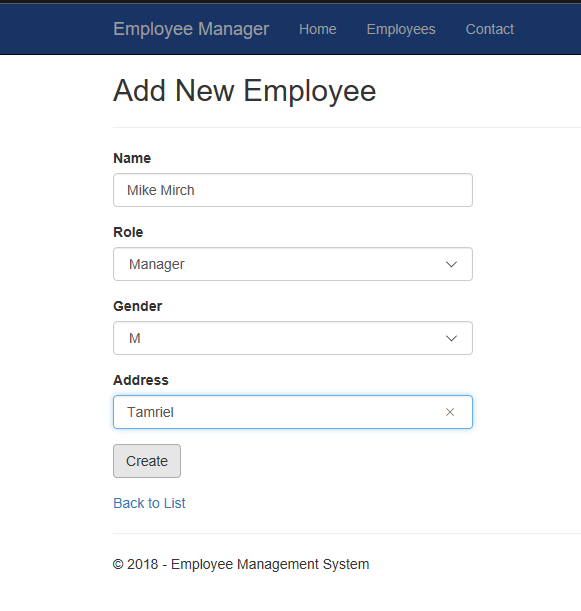 Employee Manager Home Employees Contact
Add New Employee
Name
Mike Mirch
Role
Manager
Gender
M
Address
Tamriel
Create
Back to List
© 2018 - Employee Management System